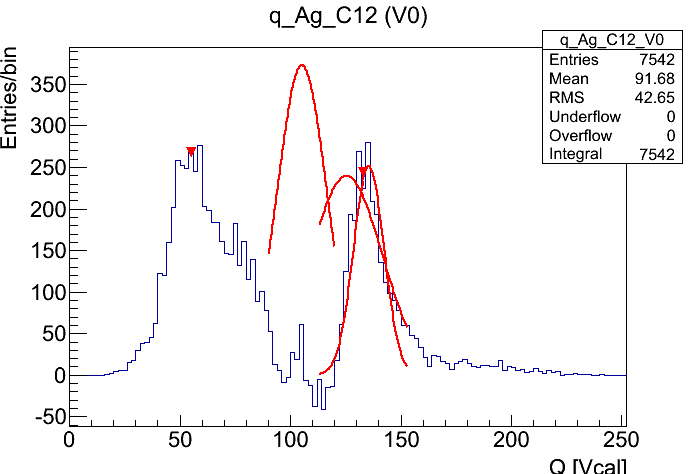 q_Ag_C12 (V0)
q_Ag_C12_V0
Entries 7542
Mean 91.68
RMS 42.65
Underflow 0
Overflow 0
Integral 7542
Entries/bin
350
300
250
200
150
100
50
0
-50
0 50 100 150 200 250
Q [Vcal]